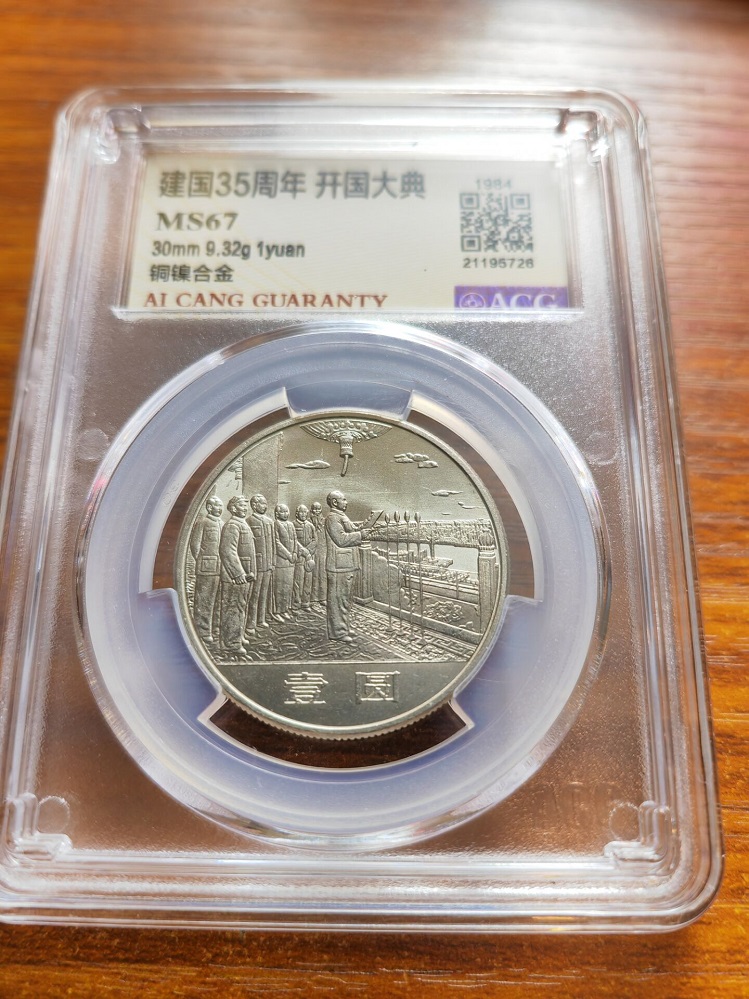 建国35周年 开国大典
1984
MS67
30mm 9.32g 1yuan
21195726
铜镍合金
AI CANG GUARANTY
ACG
壹圆